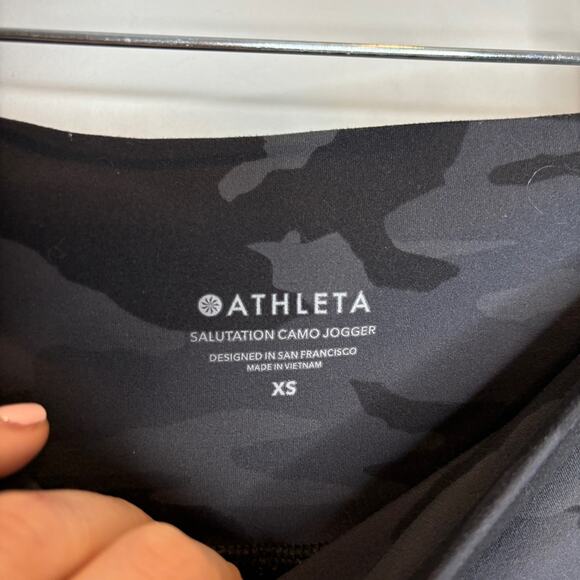 ATHLETA
SALUTATION CAMO JOGGER
DESIGNED IN SAN FRANCISCO
MADE IN VIETNAM
XS